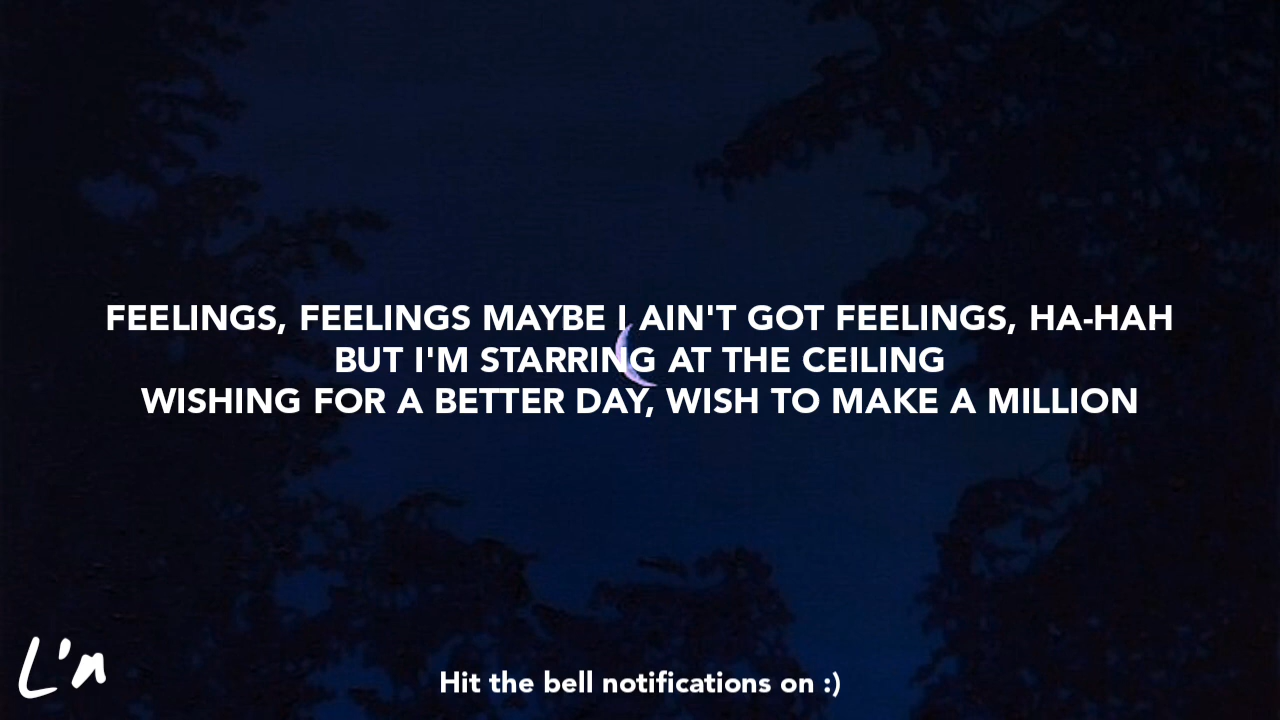 FEELINGS, FEELINGS MAYBE I AIN'T GOT FEELINGS, HA-HAH
BUT I'M STARRING AT THE CEILING
WISHING FOR A BETTER DAY, WISH TO MAKE A MILLION
L'n
Hit the bell notifications on :)